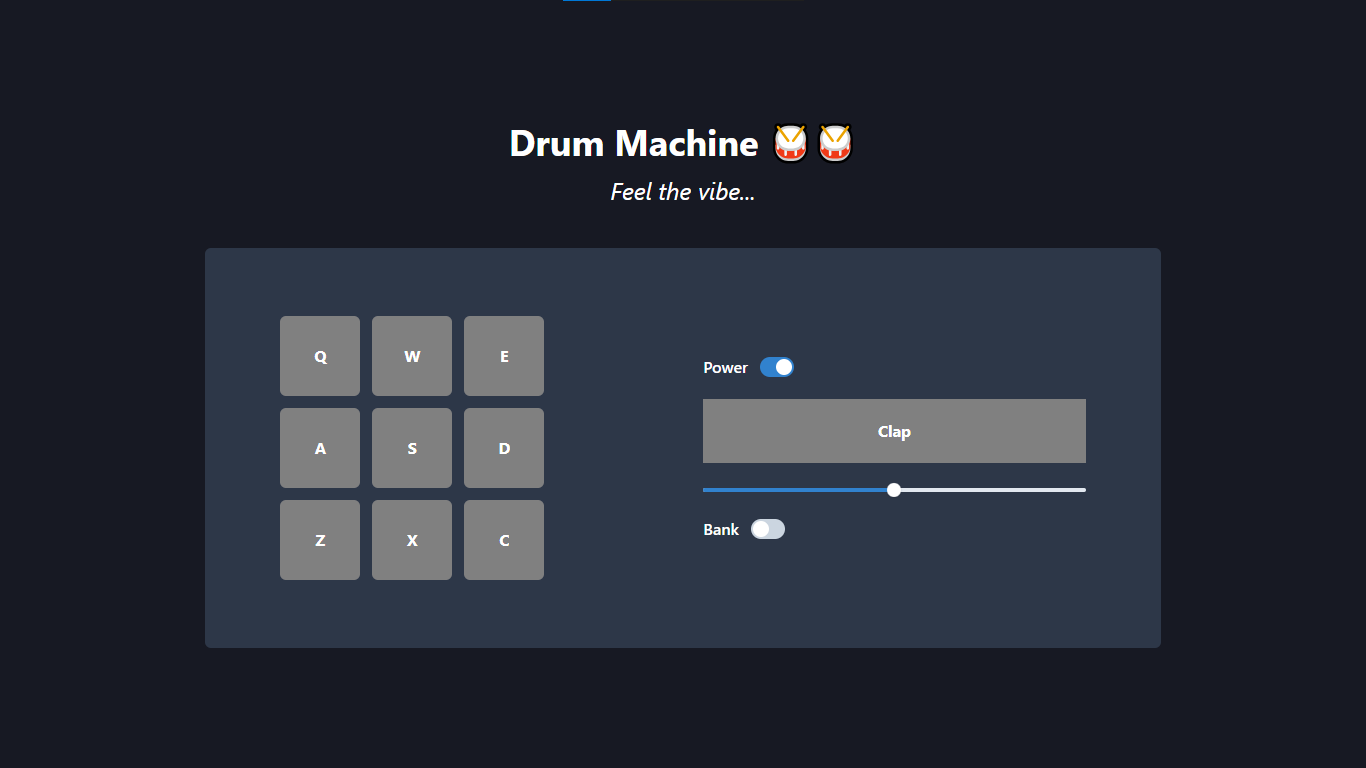 Drum Machine 🥁🥁
Feel the vibe...
Q W E
A S D
Z X C
Power
Clap
Bank